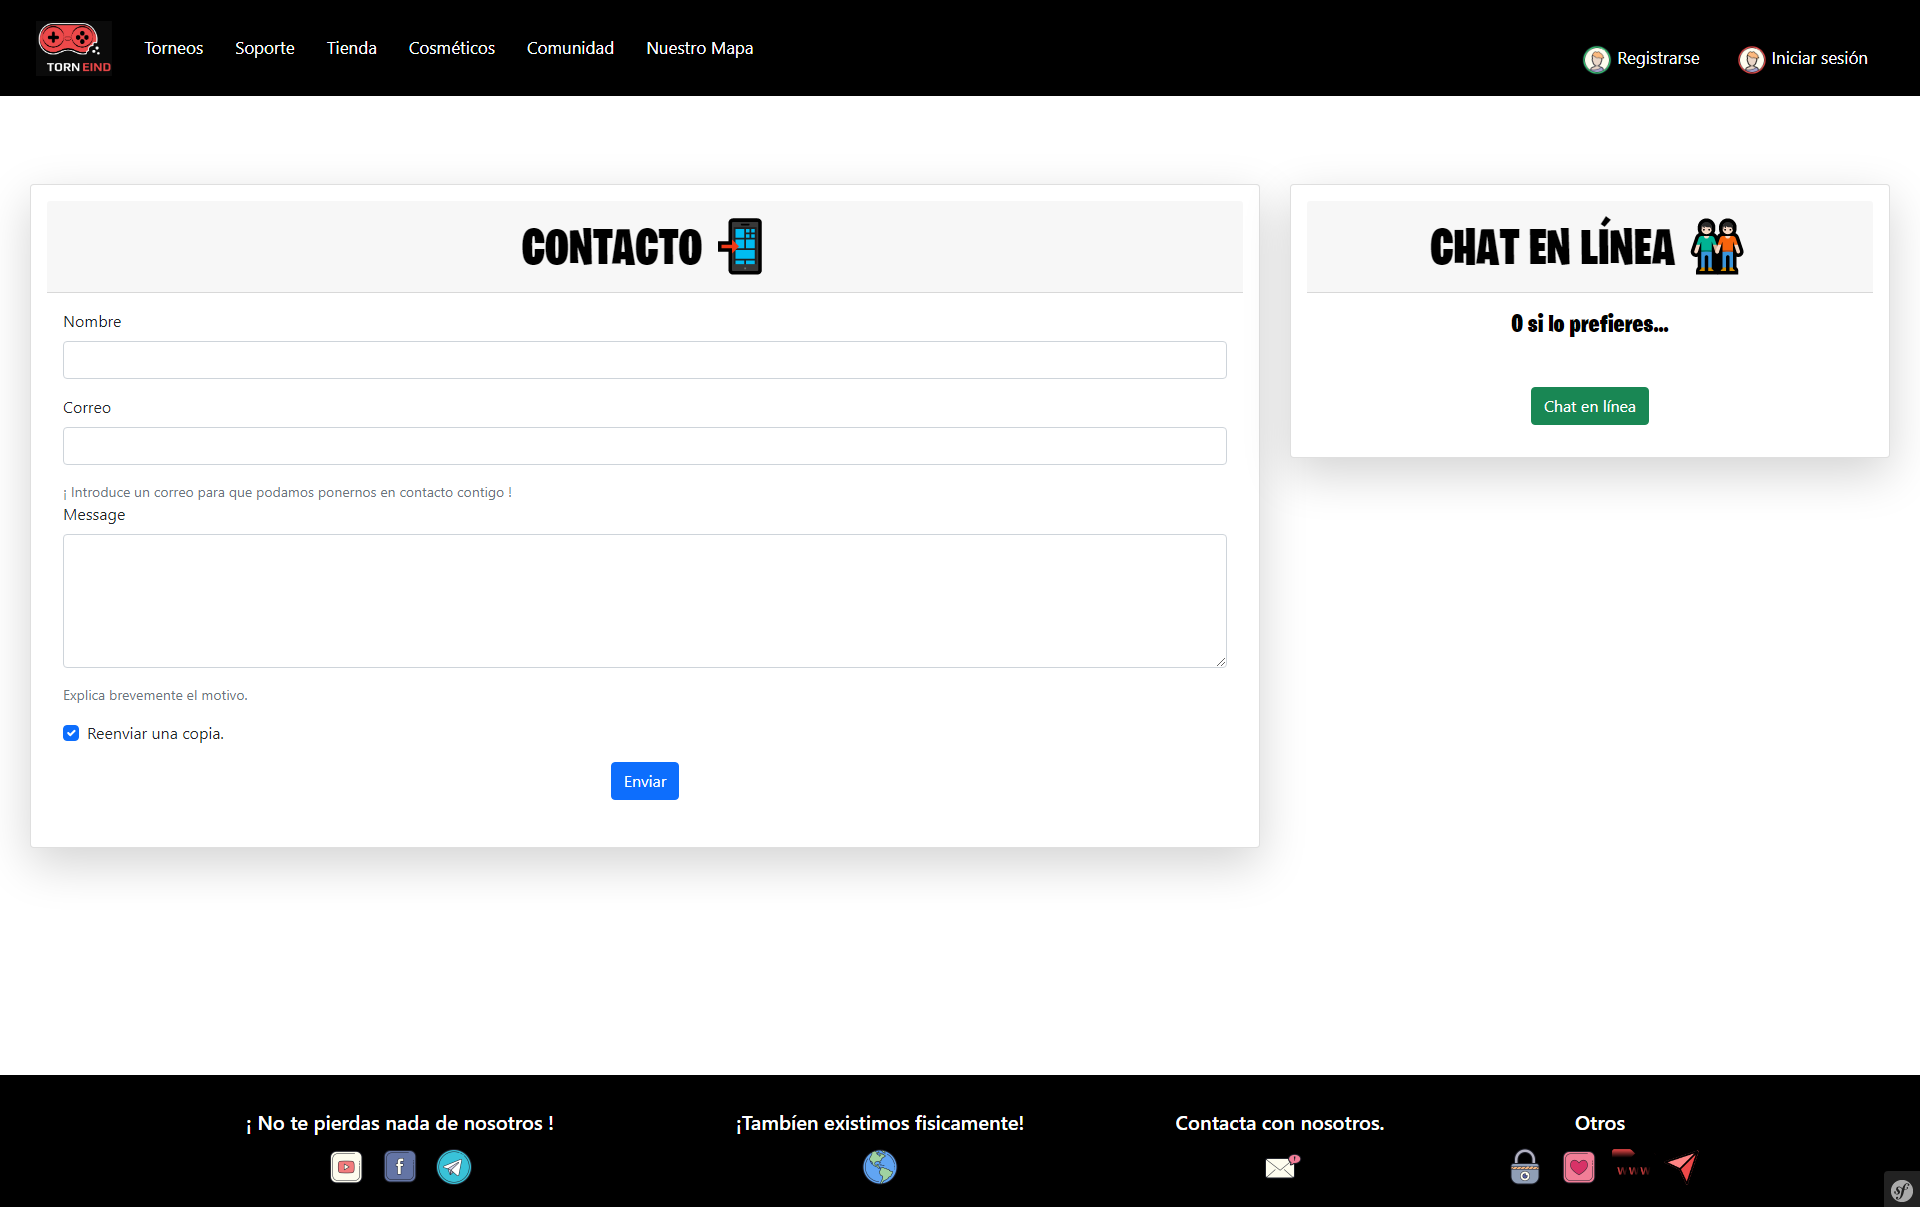 TORNEIND
Torneos
Soporte
Tienda
Cosméticos
Comunidad
Nuestro Mapa
Registrarse
Iniciar sesión
CONTACTO
Nombre
Correo
¡ Introduce un correo para que podamos ponernos en contacto contigo !
Message
Explica brevemente el motivo.
Reenviar una copia.
Enviar
CHAT EN LÍNEA
O si lo prefieres...
Chat en línea
¡ No te pierdas nada de nosotros !
¡Tambíen existimos fisicamente!
Contacta con nosotros.
Otros
f
www
sf